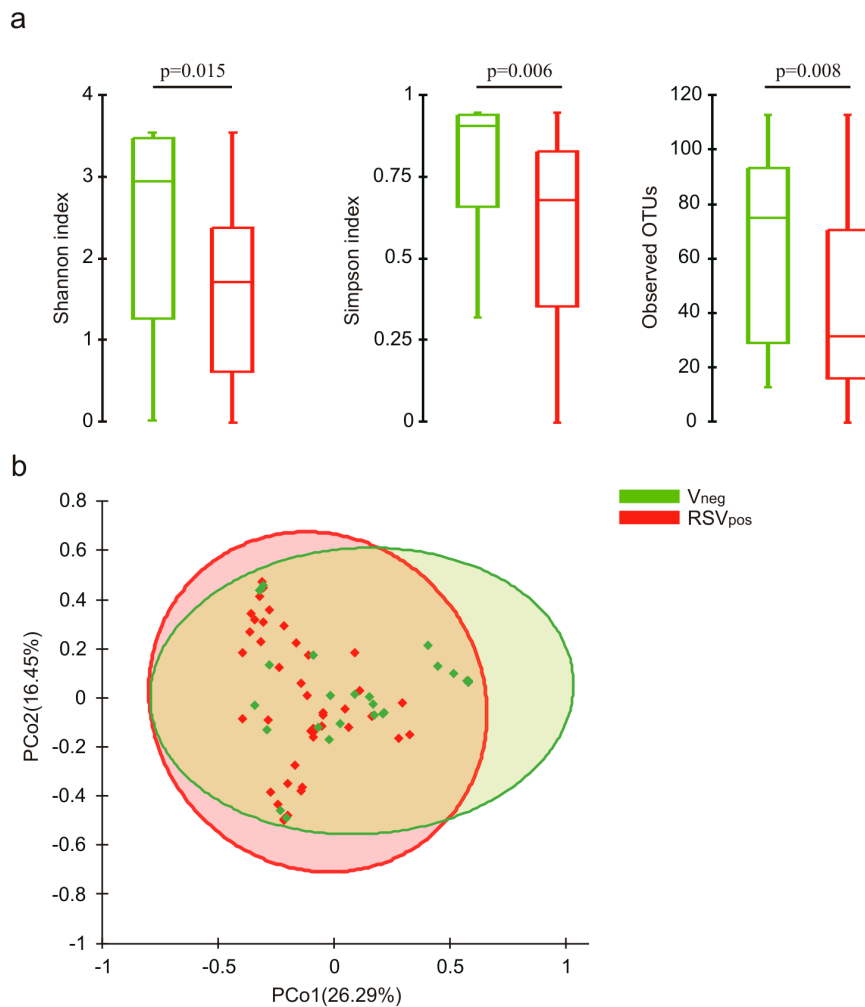 a
p=0.015
p=0.006
p=0.008
4
3
2
1
0
Shannon index
1
0.75
0.5
0.25
0
Simpson index
120
100
80
60
40
20
0
Observed OTUs
b
Vneg
RSVpos
0.8
0.6
0.4
0.2
0
-0.2
-0.4
-0.6
-0.8
-1
PCo2(16.45%)
-1
-0.5
0
0.5
1
PCo1(26.29%)